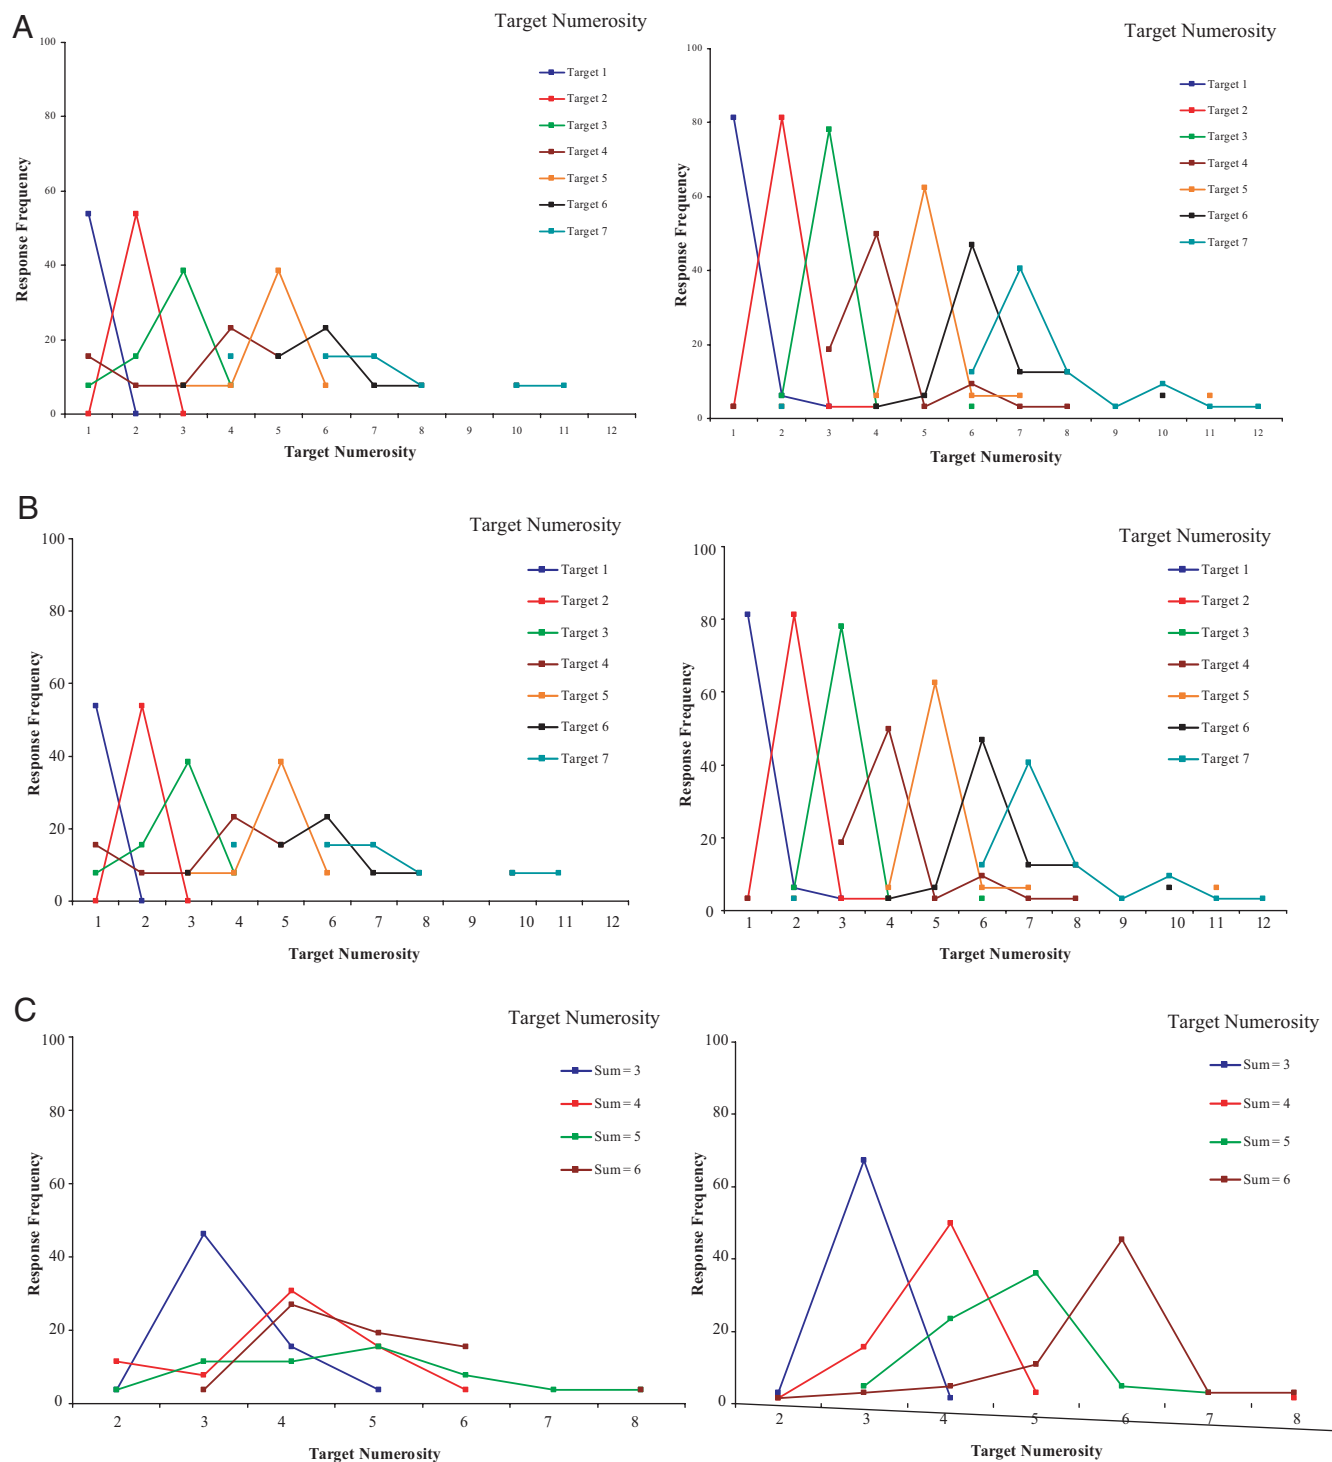 A
Target Numerosity
100
80
60
40
20
0
Response Frequency
Target 1
Target 2
Target 3
Target 4
Target 5
Target 6
Target 7
1 2 3 4 5 6 7 8 9 10 11 12
Target Numerosity
Target Numerosity
100
80
60
40
20
0
Response Frequency
Target 1
Target 2
Target 3
Target 4
Target 5
Target 6
Target 7
1 2 3 4 5 6 7 8 9 10 11 12
Target Numerosity
B
Target Numerosity
100
80
60
40
20
0
Response Frequency
Target 1
Target 2
Target 3
Target 4
Target 5
Target 6
Target 7
1 2 3 4 5 6 7 8 9 10 11 12
Target Numerosity
Target Numerosity
100
80
60
40
20
0
Response Frequency
Target 1
Target 2
Target 3
Target 4
Target 5
Target 6
Target 7
1 2 3 4 5 6 7 8 9 10 11 12
Target Numerosity
C
Target Numerosity
100
80
60
40
20
0
Response Frequency
Sum = 3
Sum = 4
Sum = 5
Sum = 6
2 3 4 5 6 7 8
Target Numerosity
Target Numerosity
100
80
60
40
20
0
Response Frequency
Sum = 3
Sum = 4
Sum = 5
Sum = 6
2 3 4 5 6 7 8
Target Numerosity